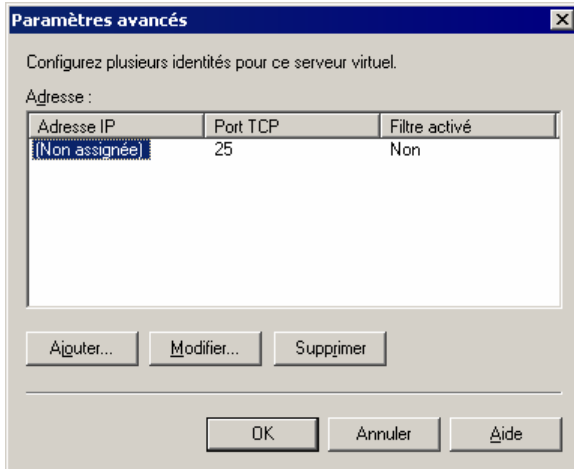 Paramètres avancés
Configurez plusieurs identités pour ce serveur virtuel.
Adresse :
Adresse IP Port TCP Filtre activé
(Non assignée) 25 Non
Ajouter... Modifier... Supprimer
OK Annuler Aide